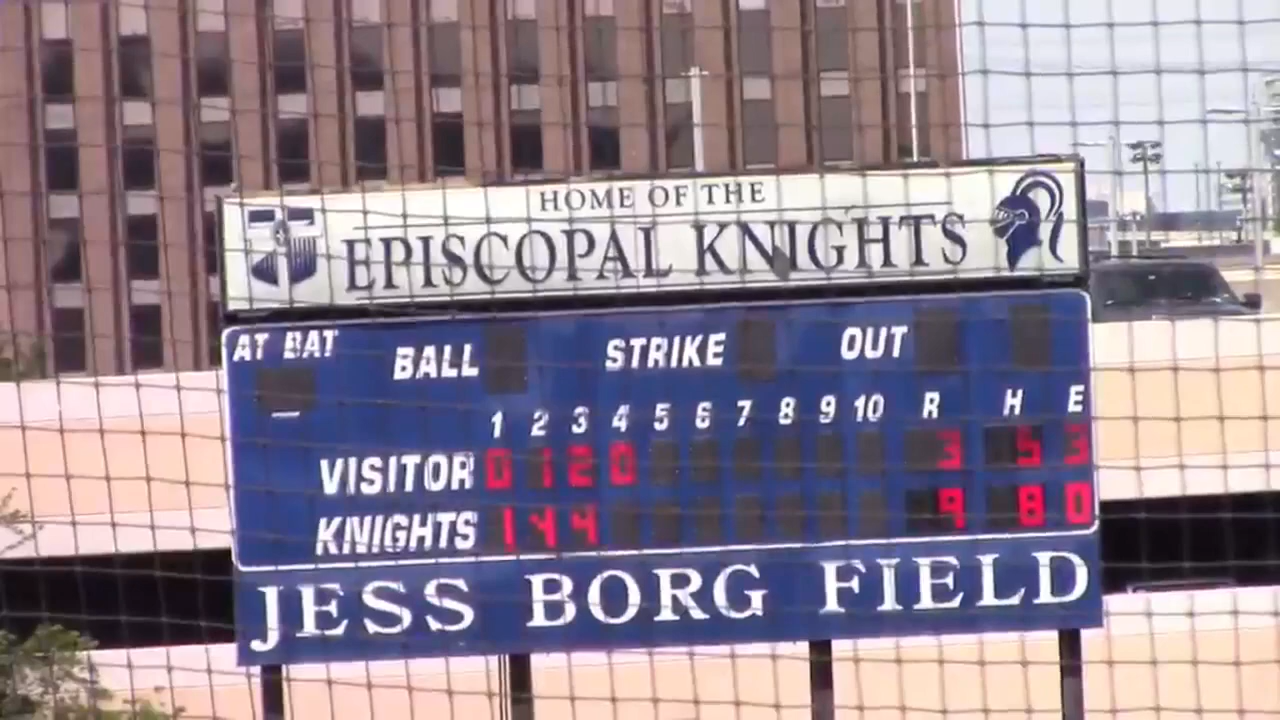 HOME OF THE
EPISCOPAL KNIGHTS
AT BAT BALL STRIKE OUT
1 2 3 4 5 6 7 8 9 10 R H E
VISITOR 0 1 2 0 3 5 3
KNIGHTS 1 4 4 9 8 0
JESS BORG FIELD